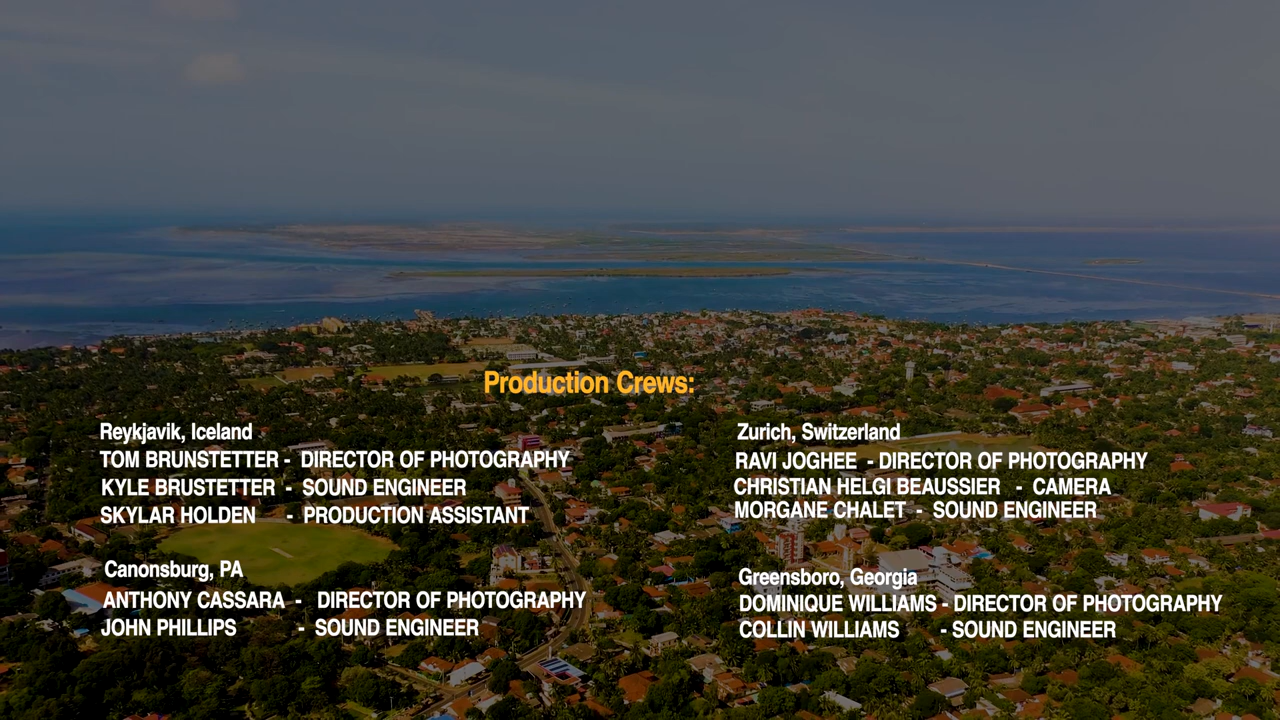 Production Crews:
Reykjavik, Iceland
TOM BRUNSTETTER - DIRECTOR OF PHOTOGRAPHY
KYLE BRUSTETTER - SOUND ENGINEER
SKYLAR HOLDEN - PRODUCTION ASSISTANT
Canonsburg, PA
ANTHONY CASSARA - DIRECTOR OF PHOTOGRAPHY
JOHN PHILLIPS - SOUND ENGINEER
Zurich, Switzerland
RAVI JOGHEE - DIRECTOR OF PHOTOGRAPHY
CHRISTIAN HELGI BEAUSSIER - CAMERA
MORGANE CHALET - SOUND ENGINEER
Greensboro, Georgia
DOMINIQUE WILLIAMS - DIRECTOR OF PHOTOGRAPHY
COLLIN WILLIAMS - SOUND ENGINEER